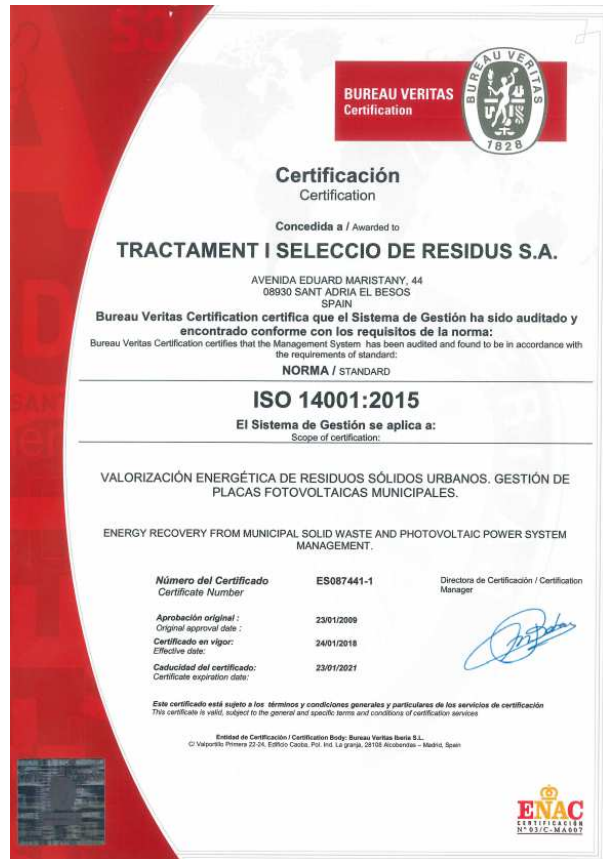 BUREAU VERITAS
Certification
BUREAU VERITAS
1828
Certificación
Certification
Concedida a / Awarded to
TRACTAMENT I SELECCIO DE RESIDUS S.A.
AVENIDA EDUARD MARISTANY, 44
08930 SANT ADRIA EL BESOS
SPAIN
Bureau Veritas Certification certifica que el Sistema de Gestión ha sido auditado y
encontrado conforme con los requisitos de la norma:
Bureau Veritas Certification certifies that the Management System has been audited and found to be in accordance with
the requirements of standard:
NORMA / STANDARD
ISO 14001:2015
El Sistema de Gestión se aplica a:
Scope of certification:
VALORIZACIÓN ENERGÉTICA DE RESIDUOS SÓLIDOS URBANOS. GESTIÓN DE
PLACAS FOTOVOLTAICAS MUNICIPALES.
ENERGY RECOVERY FROM MUNICIPAL SOLID WASTE AND PHOTOVOLTAIC POWER SYSTEM
MANAGEMENT.
Número del Certificado ES087441-1 Directora de Certificación / Certification
Certificate Number Manager
Aprobación original : 23/01/2009
Original approval date :
Certificado en vigor: 24/01/2018
Effective date:
Caducidad del certificado: 23/01/2021
Certificate expiration date:
Este certificado está sujeto a los términos y condiciones generales y particulares de los servicios de certificación
This certificate is valid, subject to the general and specific terms and conditions of certification services
Entidad de Certificación / Certification Body: Bureau Veritas Iberia S.L.
C/ Valportillo Primera 22-24, Edificio Caoba, Pol. Ind. La granja, 28108 Alcobendas – Madrid, Spain
ENAC
CERTIFICACIÓN
Nº 03/C-MA007